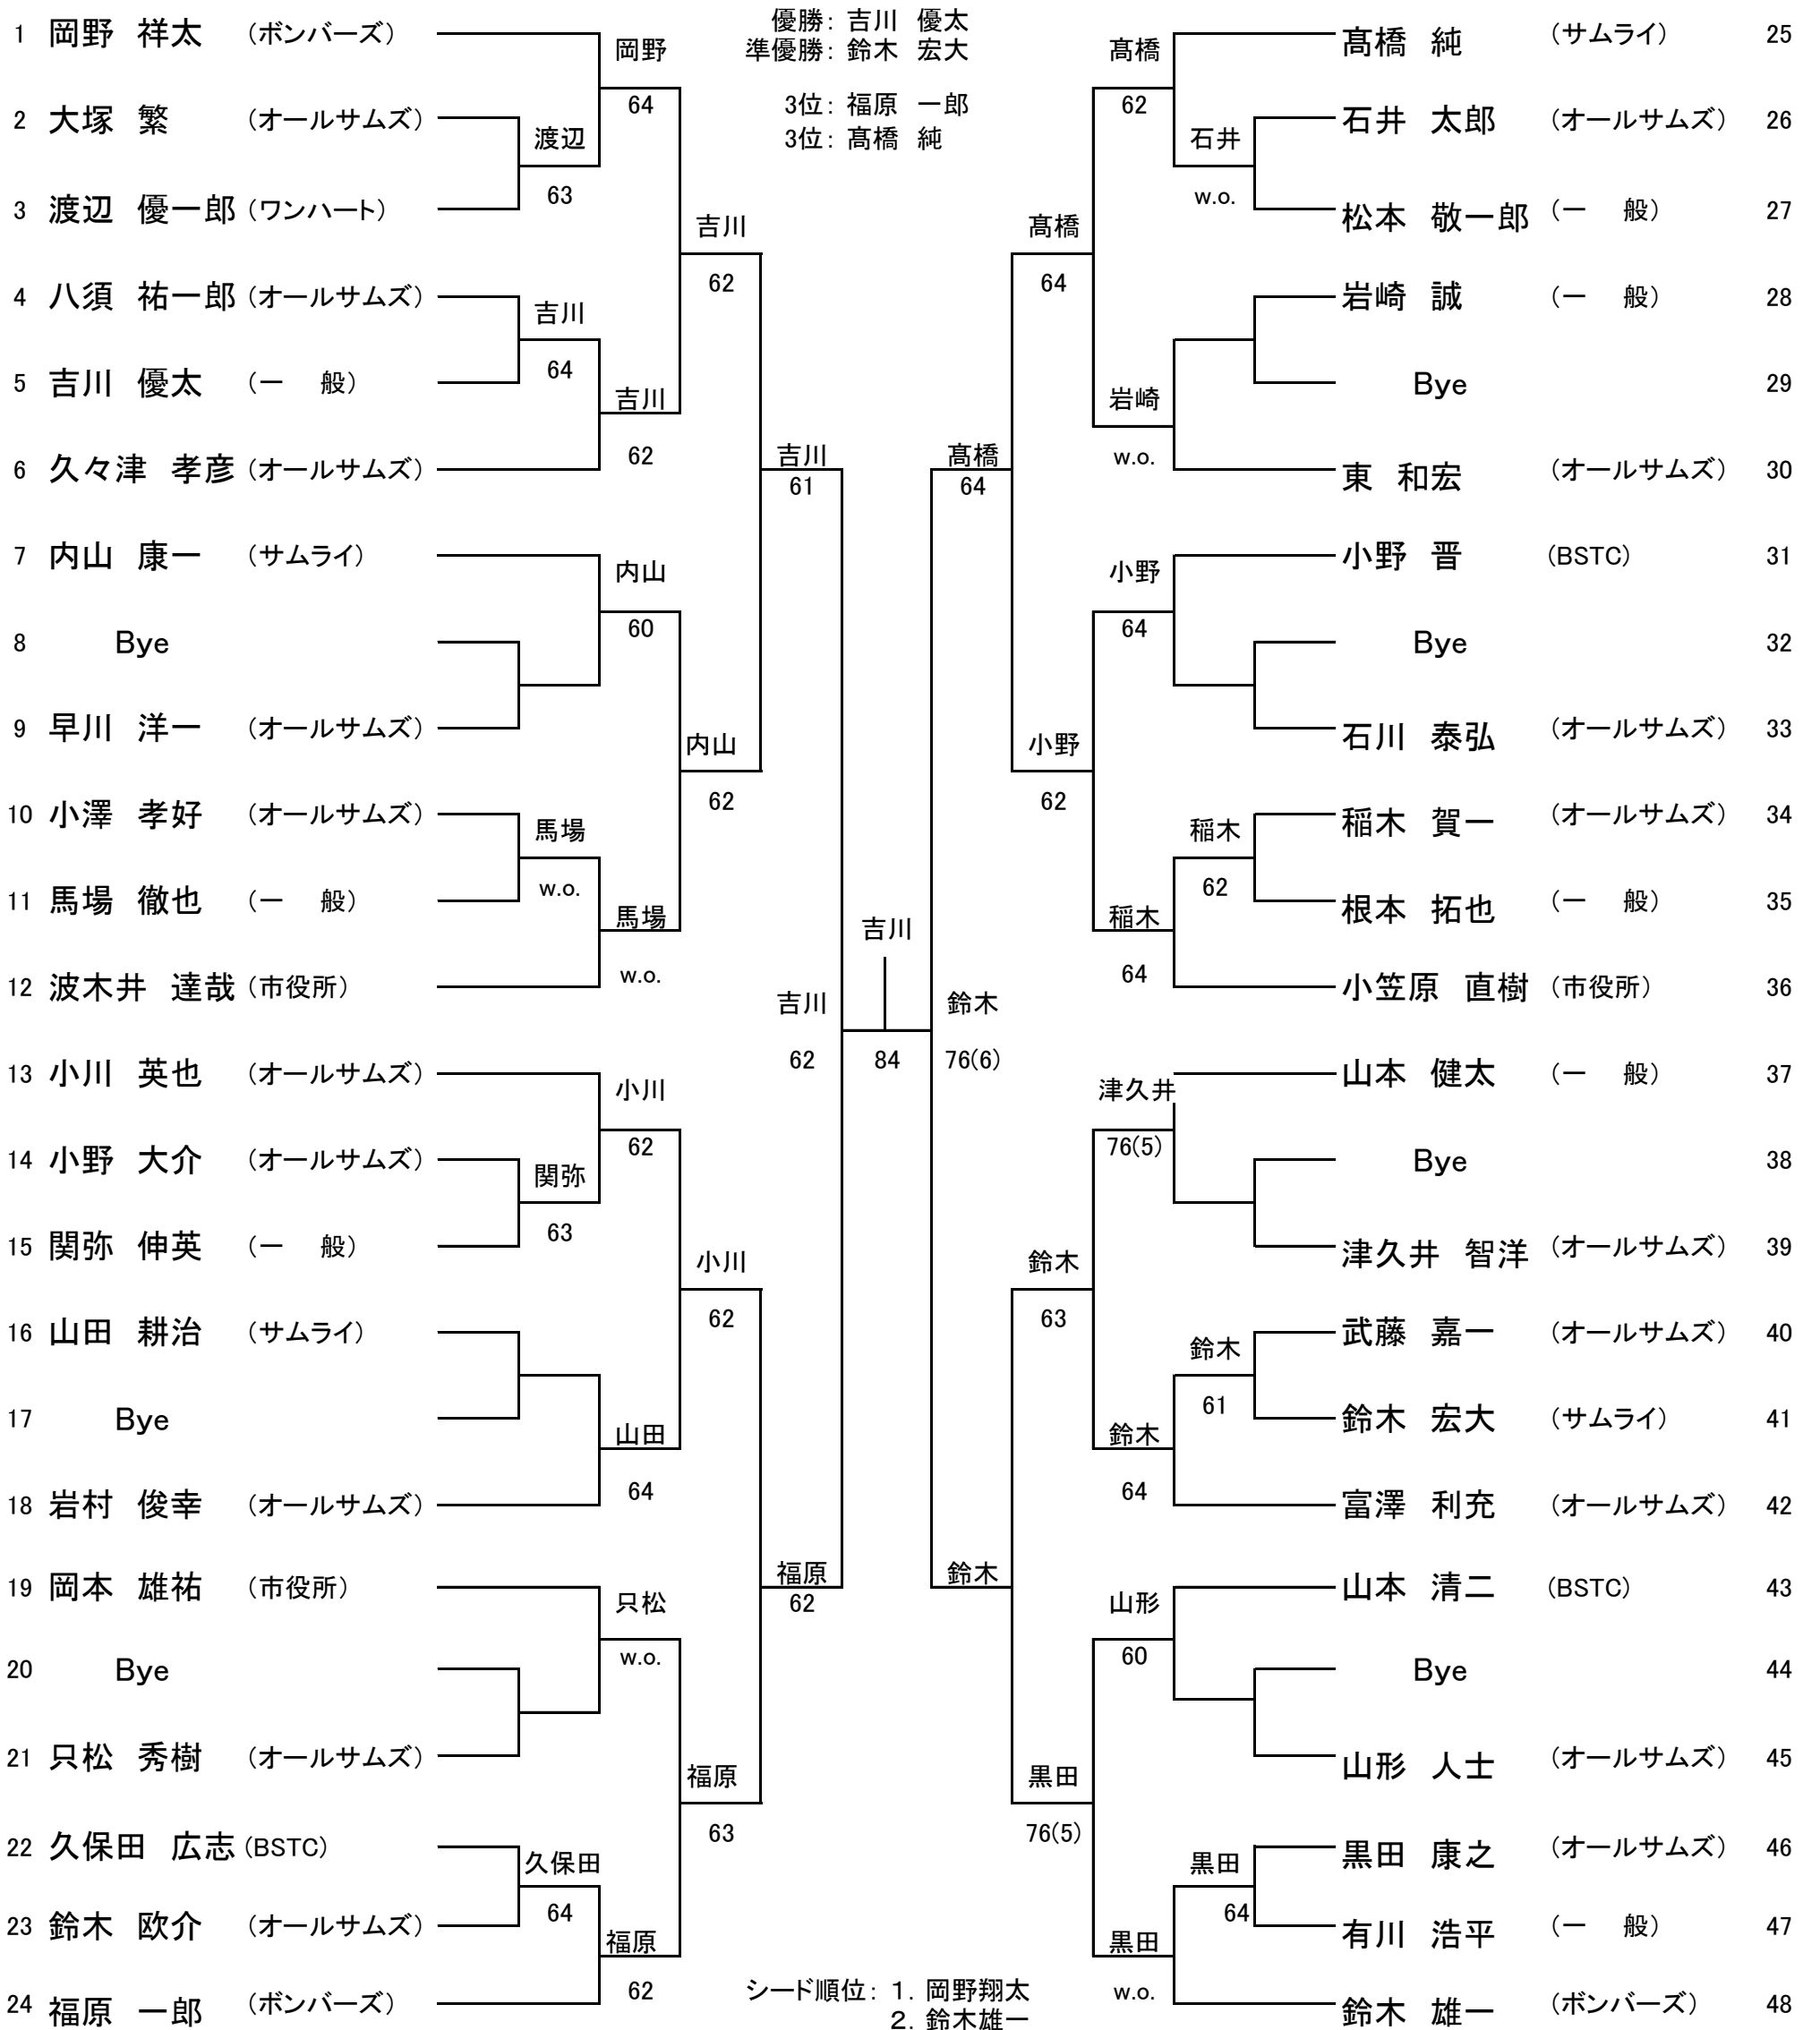 優勝: 吉川 優太
準優勝: 鈴木 宏大
3位: 福原 一郎
3位: 髙橋 純
1 岡野 祥太 (ボンバーズ)
2 大塚 繁 (オールサムズ)
3 渡辺 優一郎 (ワンハート)
4 八須 祐一郎 (オールサムズ)
5 吉川 優太 (一 般)
6 久々津 孝彦 (オールサムズ)
7 内山 康一 (サムライ)
8 Bye
9 早川 洋一 (オールサムズ)
10 小澤 孝好 (オールサムズ)
11 馬場 徹也 (一 般)
12 波木井 達哉 (市役所)
13 小川 英也 (オールサムズ)
14 小野 大介 (オールサムズ)
15 関弥 伸英 (一 般)
16 山田 耕治 (サムライ)
17 Bye
18 岩村 俊幸 (オールサムズ)
19 岡本 雄祐 (市役所)
20 Bye
21 只松 秀樹 (オールサムズ)
22 久保田 広志 (BSTC)
23 鈴木 欧介 (オールサムズ)
24 福原 一郎 (ボンバーズ)
渡辺
63
吉川
64
馬場
w.o.
関弥
63
久保田
64
岡野
64
吉川
62
内山
60
馬場
w.o.
小川
62
山田
64
只松
w.o.
福原
62
吉川
62
内山
62
小川
62
福原
63
吉川
61
福原
62
吉川
62
吉川
84
鈴木
76(6)
髙橋
64
鈴木
髙橋
64
小野
62
鈴木
63
黒田
76(5)
髙橋
62
岩崎
w.o.
小野
64
稲木
64
津久井
76(5)
鈴木
64
山形
60
黒田
w.o.
石井
w.o.
稲木
62
鈴木
61
黒田
64
髙橋 純 (サムライ) 25
石井 太郎 (オールサムズ) 26
松本 敬一郎 (一 般) 27
岩崎 誠 (一 般) 28
Bye 29
東 和宏 (オールサムズ) 30
小野 晋 (BSTC) 31
Bye 32
石川 泰弘 (オールサムズ) 33
稲木 賀一 (オールサムズ) 34
根本 拓也 (一 般) 35
小笠原 直樹 (市役所) 36
山本 健太 (一 般) 37
Bye 38
津久井 智洋 (オールサムズ) 39
武藤 嘉一 (オールサムズ) 40
鈴木 宏大 (サムライ) 41
富澤 利充 (オールサムズ) 42
山本 清二 (BSTC) 43
Bye 44
山形 人士 (オールサムズ) 45
黒田 康之 (オールサムズ) 46
有川 浩平 (一 般) 47
鈴木 雄一 (ボンバーズ) 48
シード順位: 1. 岡野翔太
2. 鈴木雄一